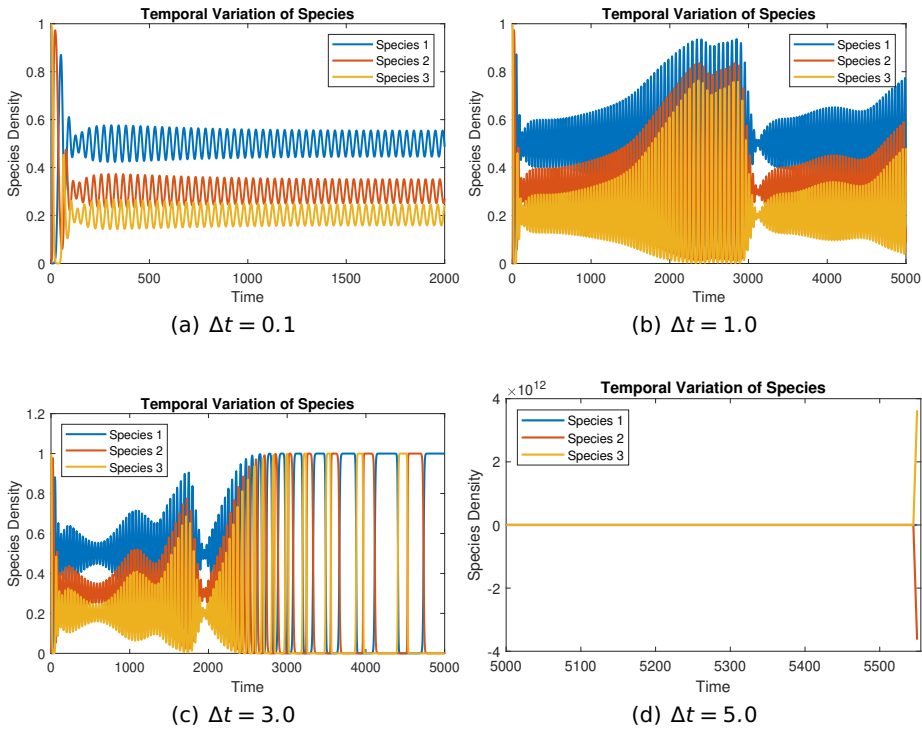 Temporal Variation of Species
1
0.8
0.6
0.4
0.2
0
Species Density
Species 1
Species 2
Species 3
0 500 1000 1500 2000
Time
(a) Δt = 0.1
Temporal Variation of Species
1
0.8
0.6
0.4
0.2
0
Species Density
Species 1
Species 2
Species 3
0 1000 2000 3000 4000 5000
Time
(b) Δt = 1.0
Temporal Variation of Species
1.2
1
0.8
0.6
0.4
0.2
0
Species Density
Species 1
Species 2
Species 3
0 1000 2000 3000 4000 5000
Time
(c) Δt = 3.0
×10¹²
Temporal Variation of Species
4
2
0
-2
-4
Species Density
Species 1
Species 2
Species 3
5000 5100 5200 5300 5400 5500
Time
(d) Δt = 5.0